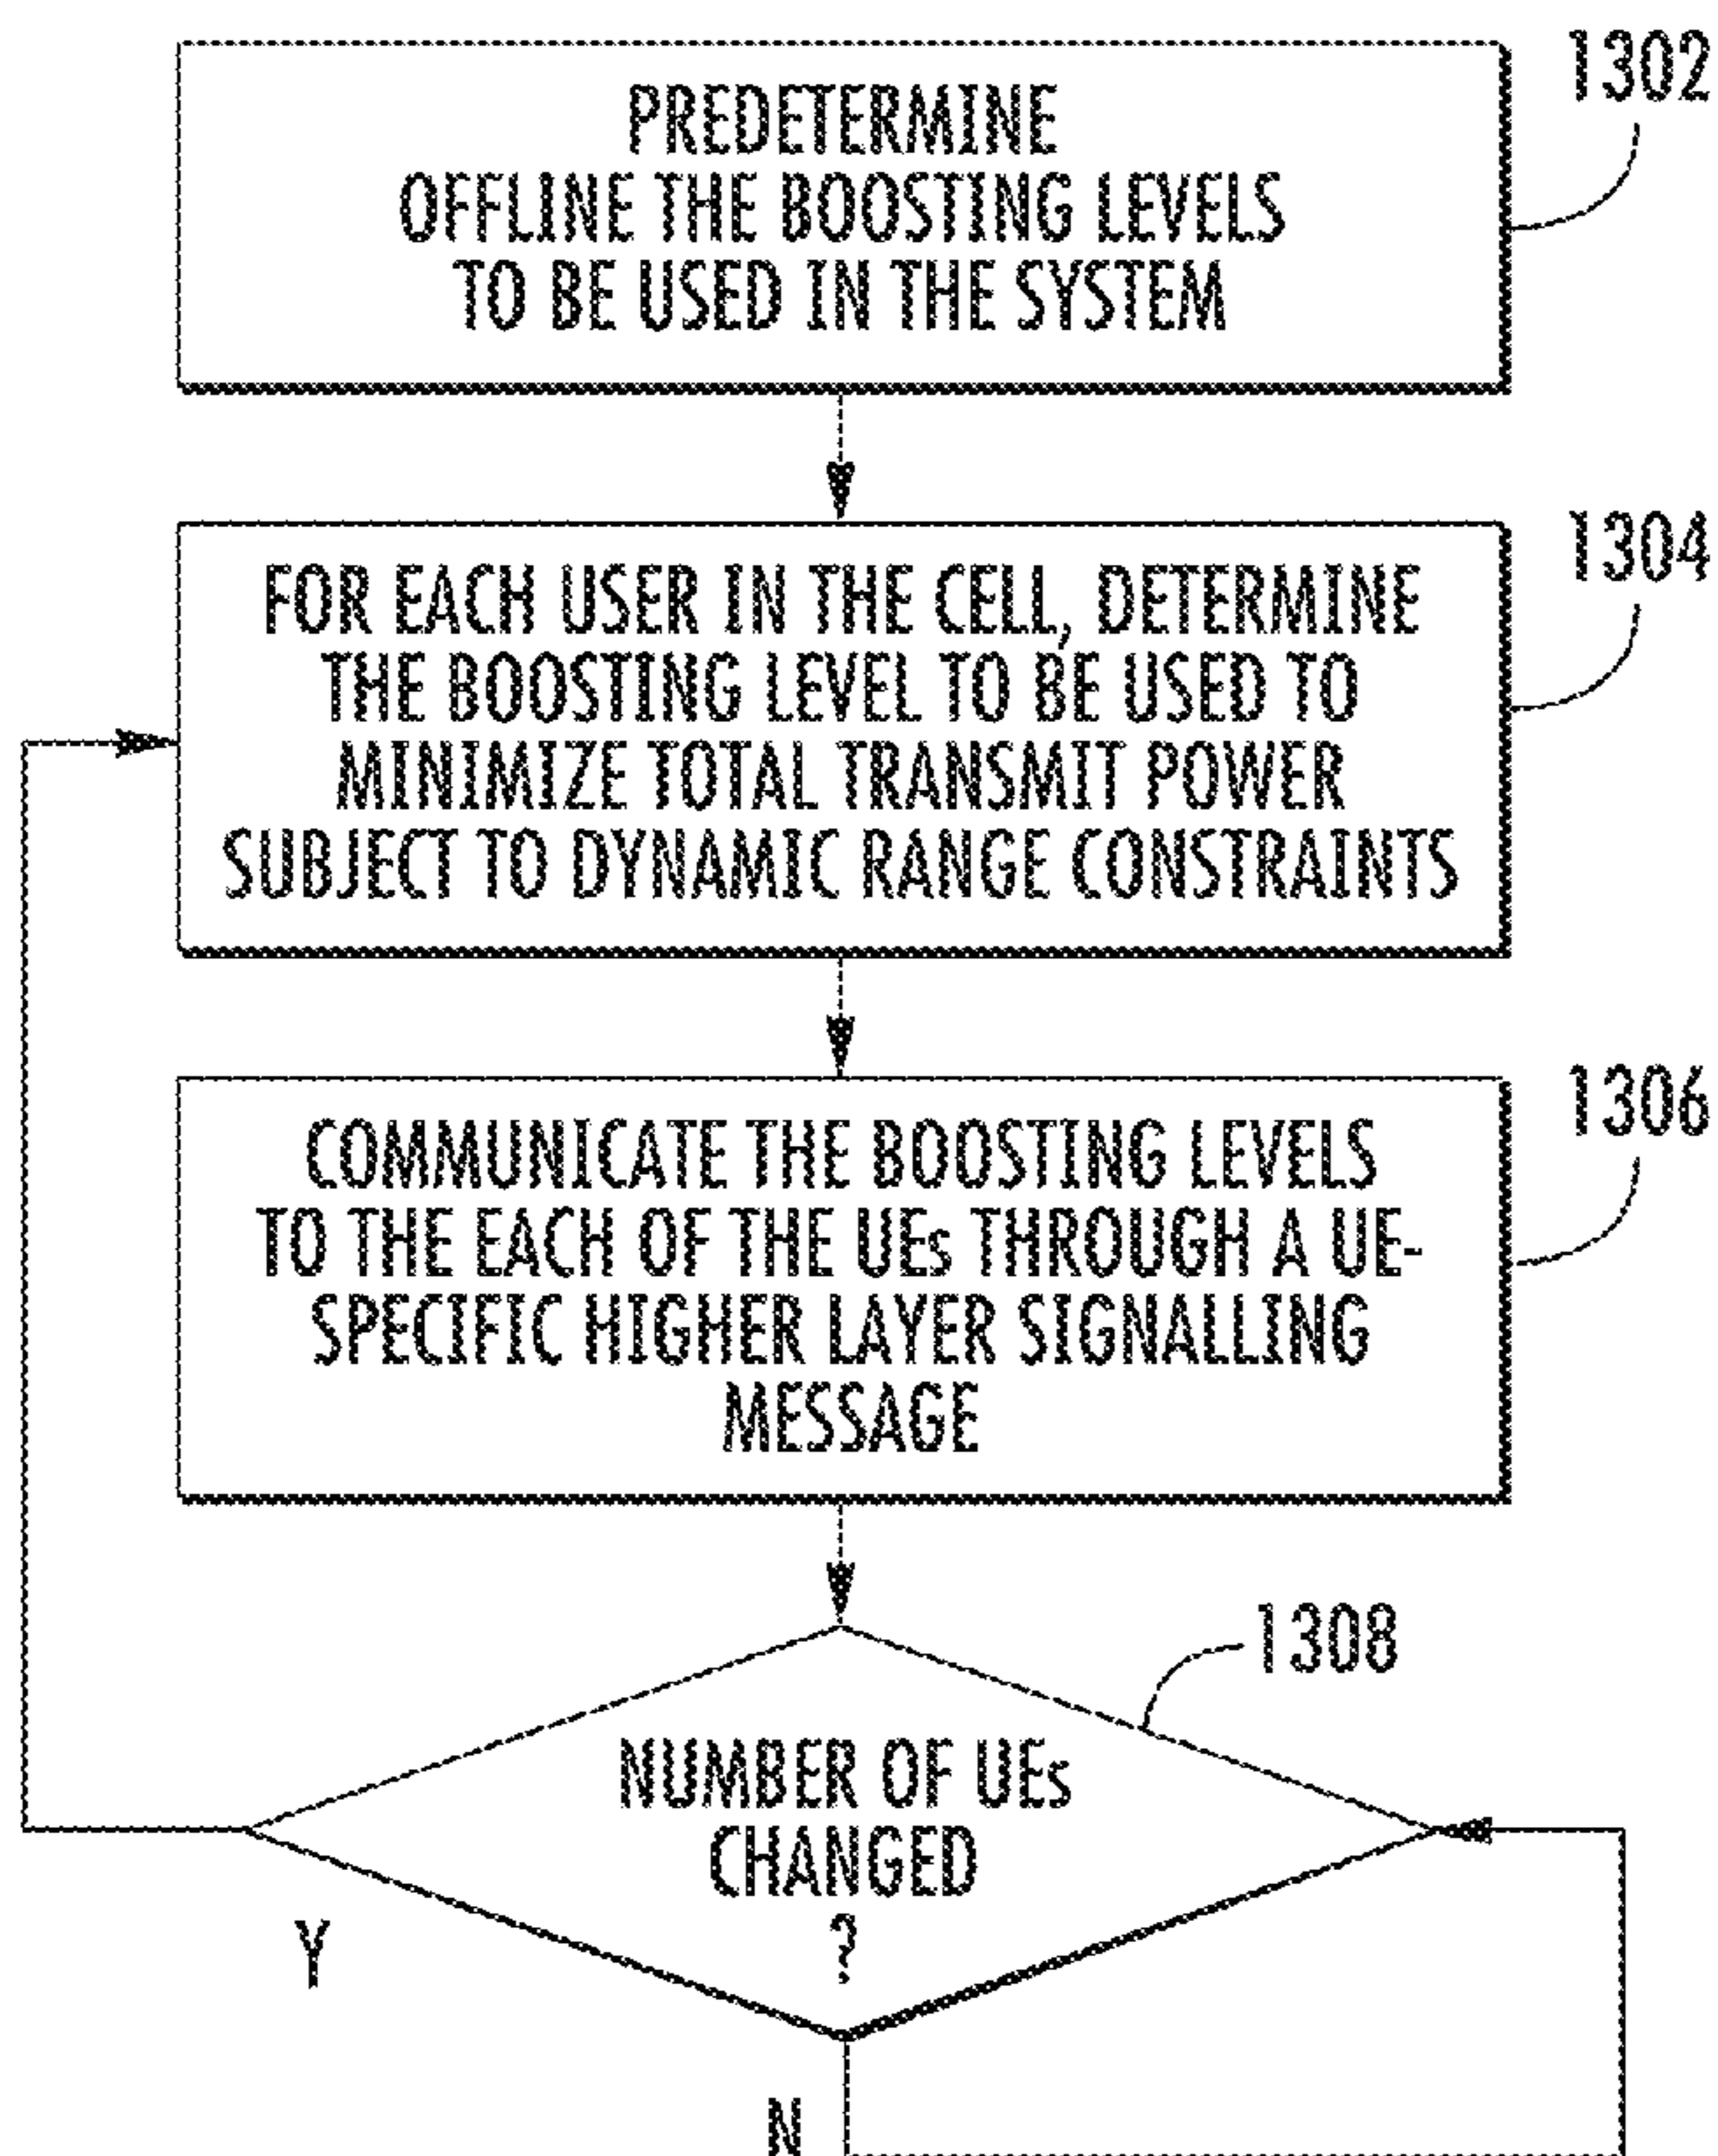 1302
PREDETERMINE
OFFLINE THE BOOSTING LEVELS
TO BE USED IN THE SYSTEM
1304
FOR EACH USER IN THE CELL, DETERMINE
THE BOOSTING LEVEL TO BE USED TO
MINIMIZE TOTAL TRANSMIT POWER
SUBJECT TO DYNAMIC RANGE CONSTRAINTS
1306
COMMUNICATE THE BOOSTING LEVELS
TO THE EACH OF THE UEs THROUGH A UE-
SPECIFIC HIGHER LAYER SIGNALLING
MESSAGE
1308
NUMBER OF UEs
CHANGED
?
Y
N